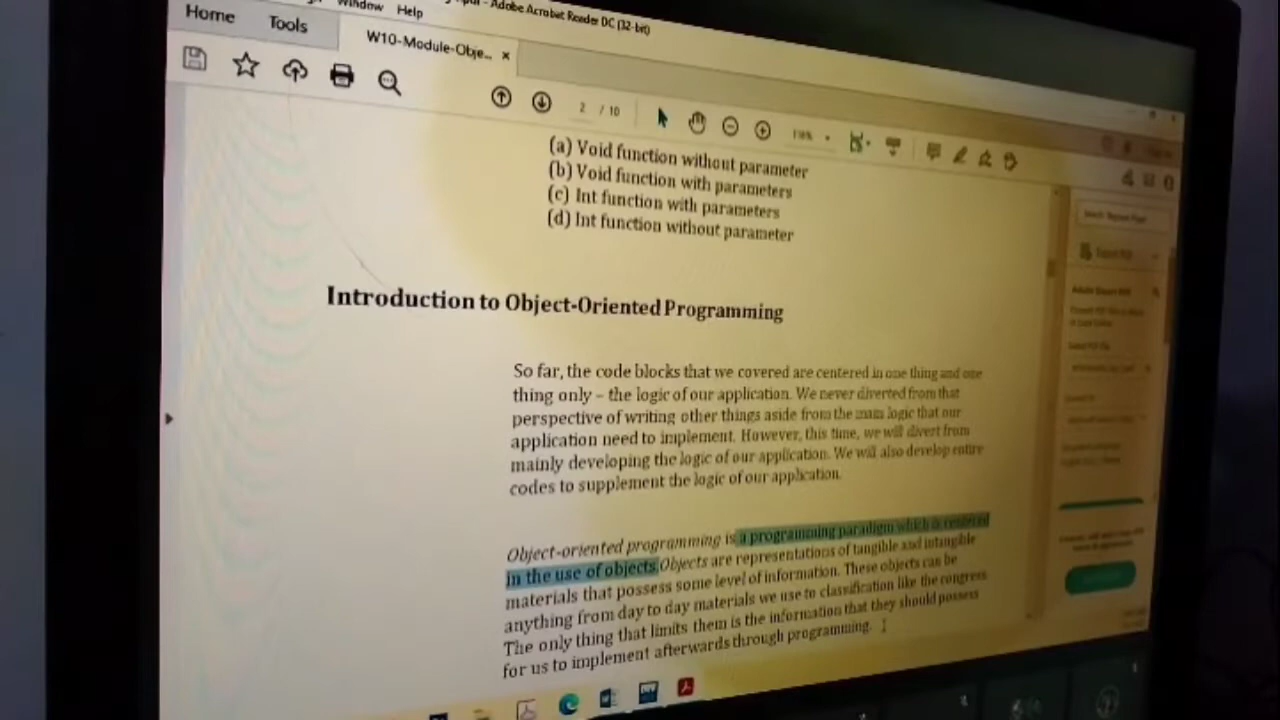 Window Help
- Adobe Acrobat Reader DC (32-bit)
Home
Tools
W10-Module-Obje...
2 / 10
(a) Void function without parameter
(b) Void function with parameters
(c) Int function with parameters
(d) Int function without parameter
Introduction to Object-Oriented Programming
So far, the code blocks that we covered are centered in one thing and one
thing only – the logic of our application. We never diverted from that
perspective of writing other things aside from the main logic that our
application need to implement. However, this time, we will divert from
mainly developing the logic of our application. We will also develop entire
codes to supplement the logic of our application.
Object-oriented programming is a programming paradigm which is centered
in the use of objects. Objects are representations of tangible and intangible
materials that possess some level of information. These objects can be
anything from day to day materials we use to classification like the congress
The only thing that limits them is the information that they should possess
for us to implement afterwards through programming.
Export PDF